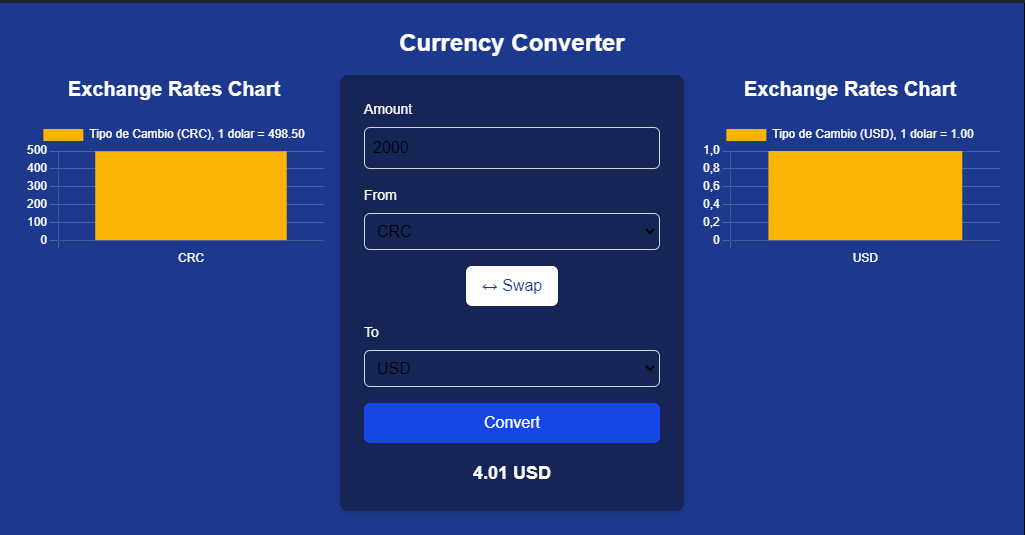 Currency Converter
Exchange Rates Chart
Tipo de Cambio (CRC), 1 dolar = 498.50
500
400
300
200
100
0
CRC
Amount
2000
From
CRC
↔ Swap
To
USD
Convert
4.01 USD
Exchange Rates Chart
Tipo de Cambio (USD), 1 dolar = 1.00
1,0
0,8
0,6
0,4
0,2
0
USD